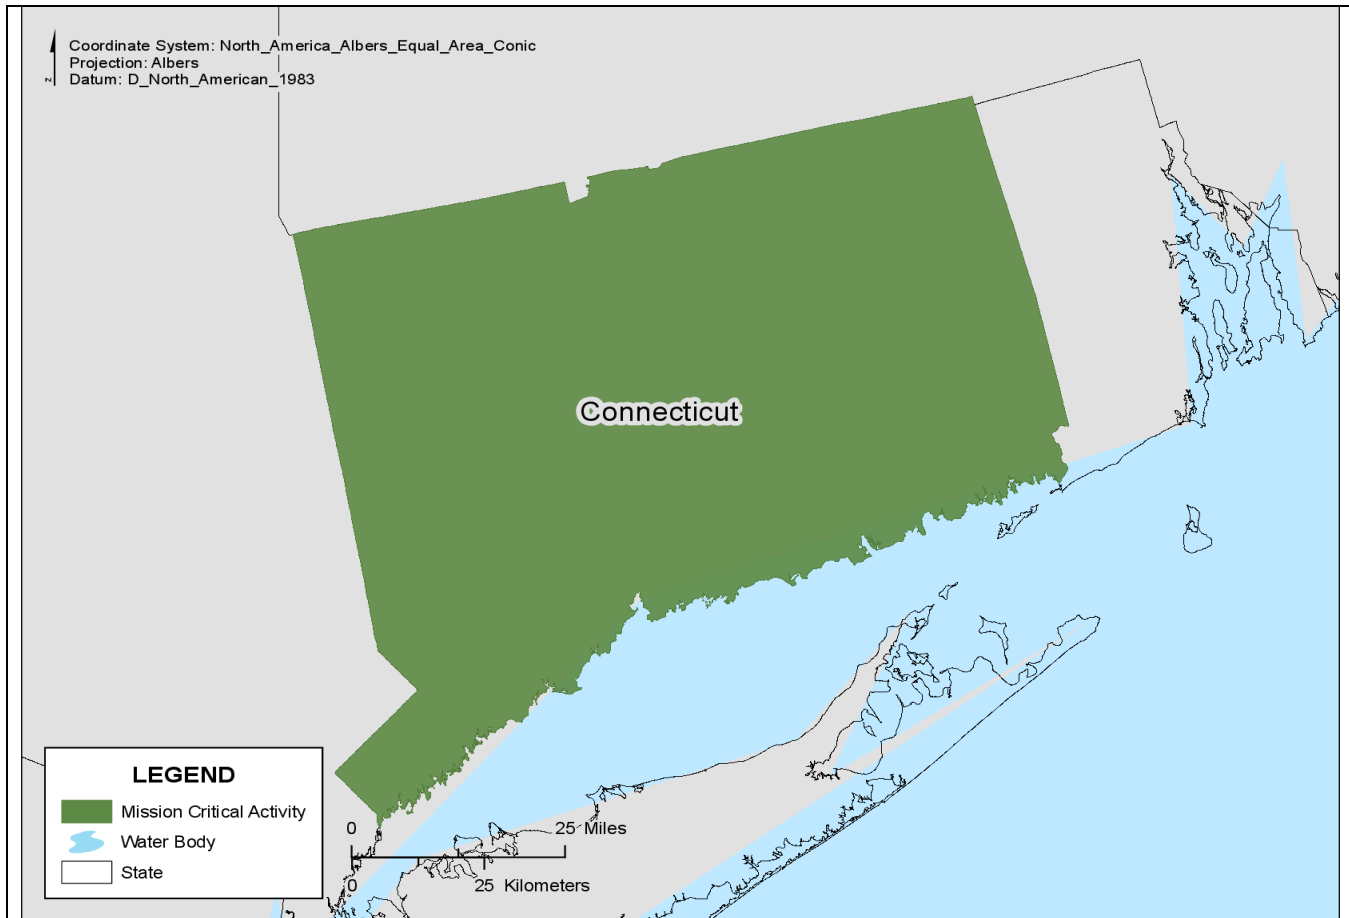 Coordinate System: North_America_Albers_Equal_Area_Conic
Projection: Albers
Datum: D_North_American_1983
z
Connecticut
LEGEND
Mission Critical Activity
Water Body
State
0 25 Miles
0 25 Kilometers